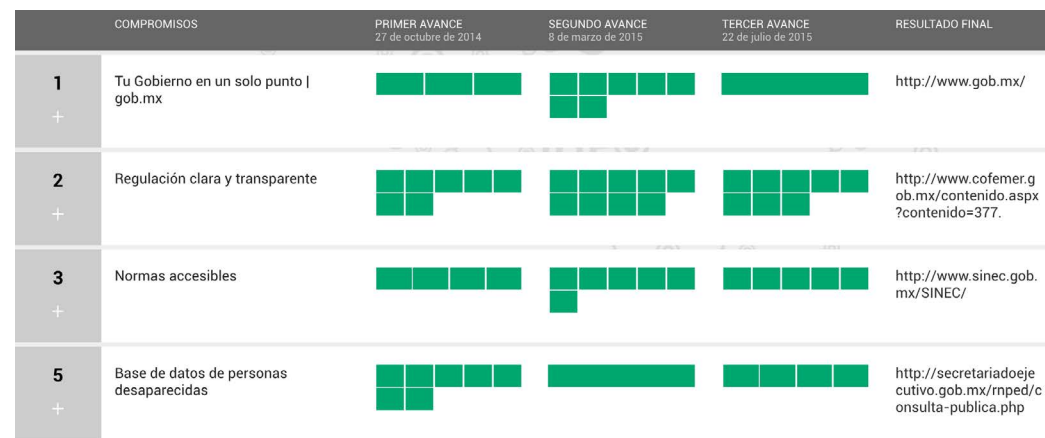 COMPROMISOS
PRIMER AVANCE
27 de octubre de 2014
SEGUNDO AVANCE
8 de marzo de 2015
TERCER AVANCE
22 de julio de 2015
RESULTADO FINAL
1
+
Tu Gobierno en un solo punto |
gob.mx
http://www.gob.mx/
2
+
Regulación clara y transparente
http://www.cofemer.g
ob.mx/contenido.aspx
?contenido=377.
3
+
Normas accesibles
http://www.sinec.gob.
mx/SINEC/
5
+
Base de datos de personas
desaparecidas
http://secretariadoeje
cutivo.gob.mx/rnped/c
onsulta-publica.php